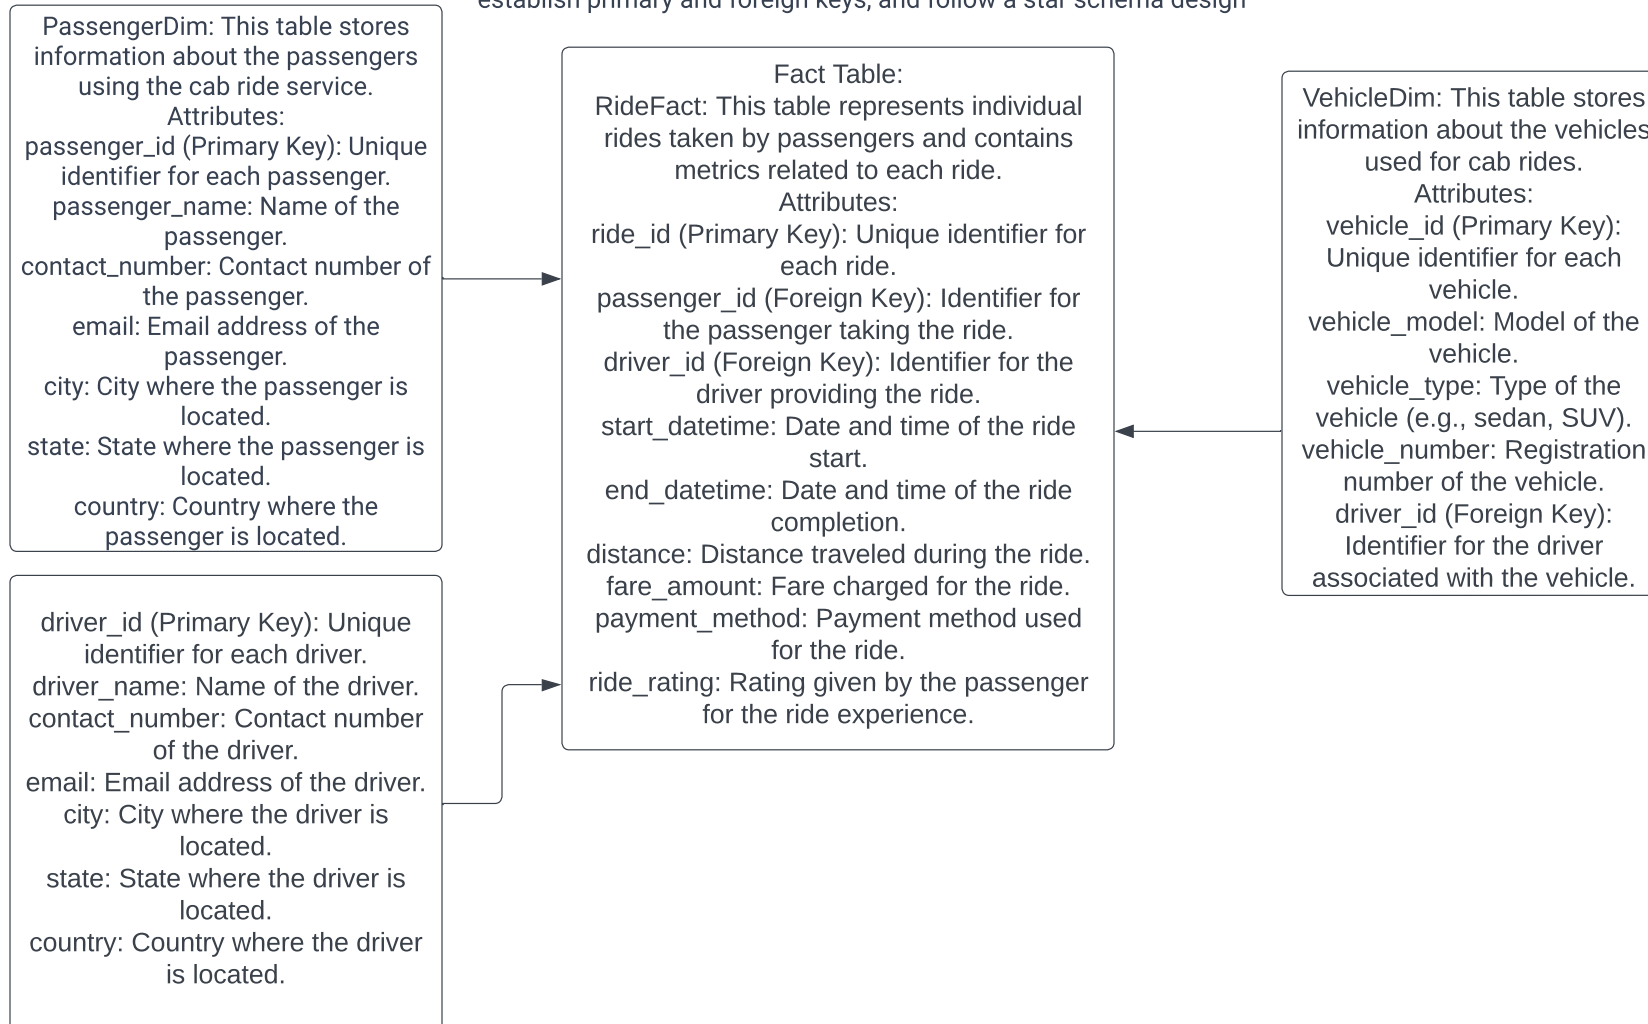 establish primary and foreign keys, and follow a star schema design
PassengerDim: This table stores
information about the passengers
using the cab ride service.
Attributes:
passenger_id (Primary Key): Unique
identifier for each passenger.
passenger_name: Name of the
passenger.
contact_number: Contact number of
the passenger.
email: Email address of the
passenger.
city: City where the passenger is
located.
state: State where the passenger is
located.
country: Country where the
passenger is located.
driver_id (Primary Key): Unique
identifier for each driver.
driver_name: Name of the driver.
contact_number: Contact number
of the driver.
email: Email address of the driver.
city: City where the driver is
located.
state: State where the driver is
located.
country: Country where the driver
is located.
Fact Table:
RideFact: This table represents individual
rides taken by passengers and contains
metrics related to each ride.
Attributes:
ride_id (Primary Key): Unique identifier for
each ride.
passenger_id (Foreign Key): Identifier for
the passenger taking the ride.
driver_id (Foreign Key): Identifier for the
driver providing the ride.
start_datetime: Date and time of the ride
start.
end_datetime: Date and time of the ride
completion.
distance: Distance traveled during the ride.
fare_amount: Fare charged for the ride.
payment_method: Payment method used
for the ride.
ride_rating: Rating given by the passenger
for the ride experience.
VehicleDim: This table stores
information about the vehicles
used for cab rides.
Attributes:
vehicle_id (Primary Key):
Unique identifier for each
vehicle.
vehicle_model: Model of the
vehicle.
vehicle_type: Type of the
vehicle (e.g., sedan, SUV).
vehicle_number: Registration
number of the vehicle.
driver_id (Foreign Key):
Identifier for the driver
associated with the vehicle.